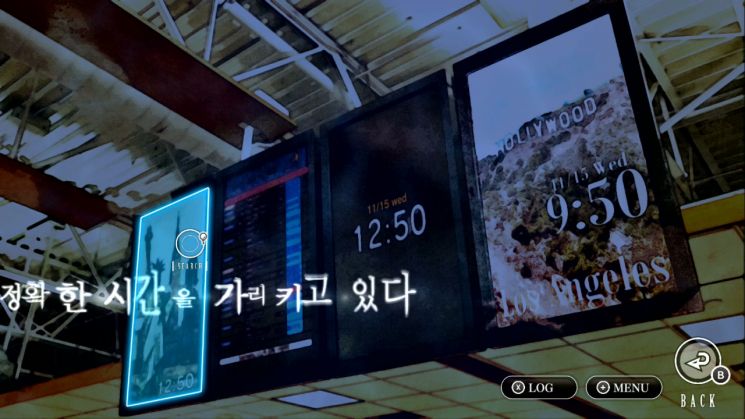 HOLLYWOOD
11/15 Wed
9:50
Los Angeles
11/15 wed
12:50
SEARCH
정확한 시간을 가리키고 있다
12:50
X LOG
+ MENU
B
BACK